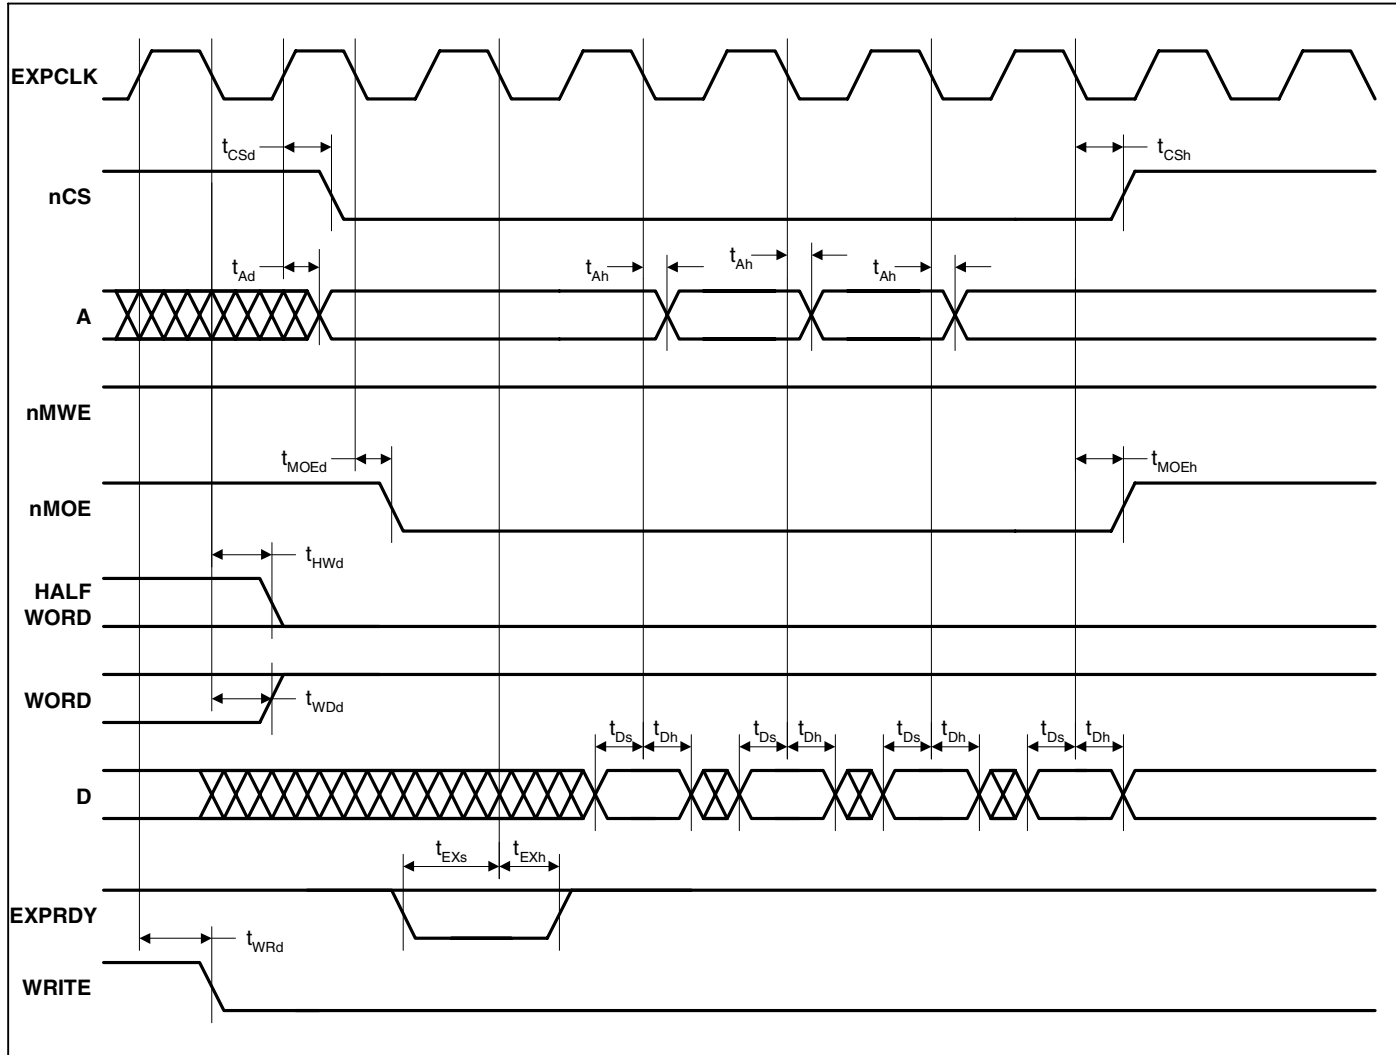 EXPCLK
tCSd
tCSh
nCS
tAd
tAh
tAh
tAh
A
nMWE
tMOEd
tMOEh
nMOE
tHWd
HALF
WORD
WORD
tWDd
tDs tDh tDs tDh tDs tDh tDs tDh
D
tEXs tEXh
EXPRDY
tWRd
WRITE